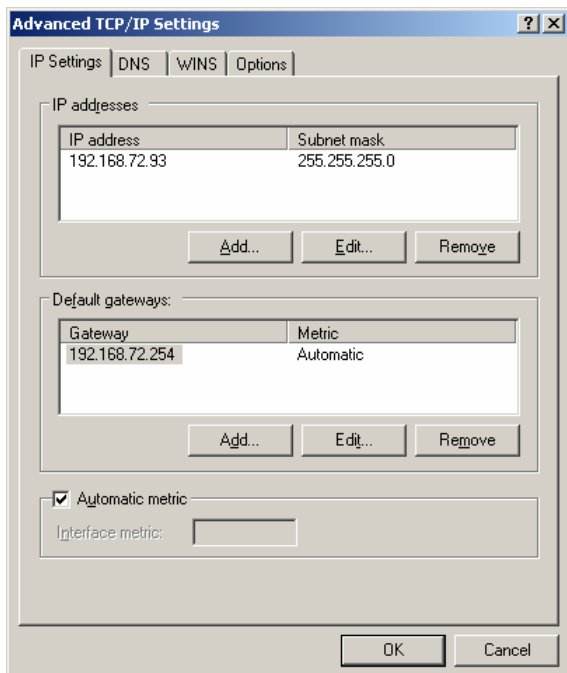 Advanced TCP/IP Settings
IP Settings DNS WINS Options
IP addresses
IP address Subnet mask
192.168.72.93 255.255.255.0
Add... Edit... Remove
Default gateways:
Gateway Metric
192.168.72.254 Automatic
Add... Edit... Remove
Automatic metric
Interface metric:
OK Cancel